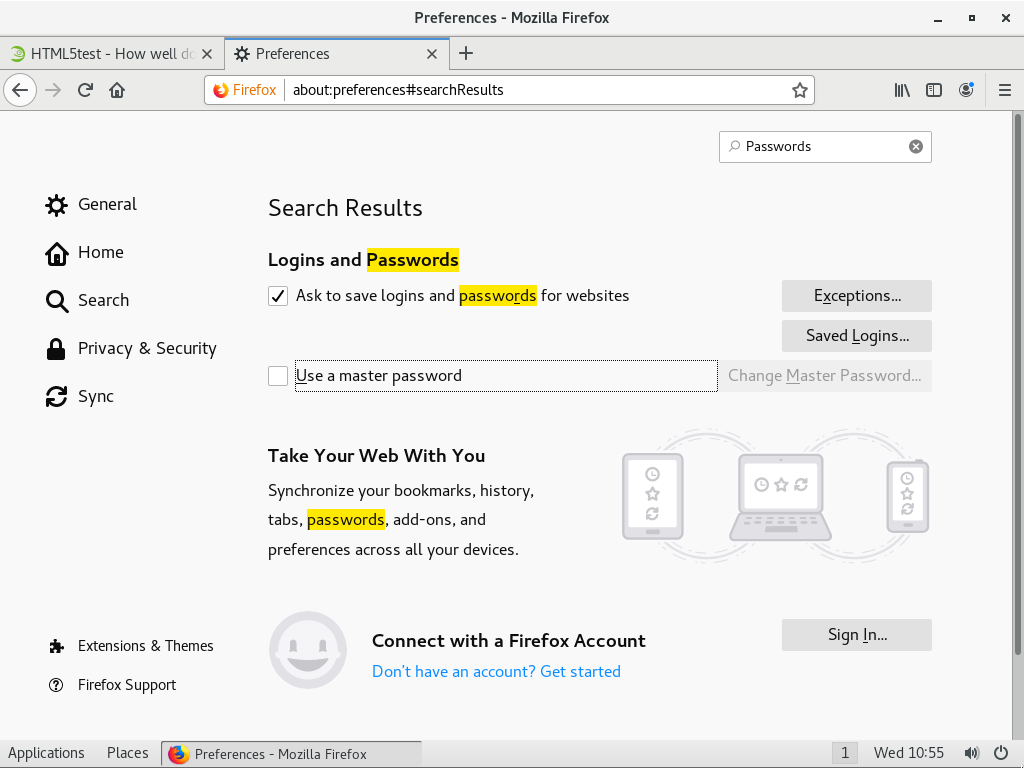 Preferences - Mozilla Firefox
HTML5test - How well do
Preferences
Firefox
about:preferences#searchResults
Passwords
General
Home
Search
Privacy & Security
Sync
Search Results
Logins and Passwords
Ask to save logins and passwords for websites
Exceptions...
Saved Logins...
Use a master password
Change Master Password...
Take Your Web With You
Synchronize your bookmarks, history,
tabs, passwords, add-ons, and
preferences across all your devices.
Connect with a Firefox Account
Don't have an account? Get started
Sign In...
Extensions & Themes
Firefox Support
Applications
Places
Preferences - Mozilla Firefox
1
Wed 10:55